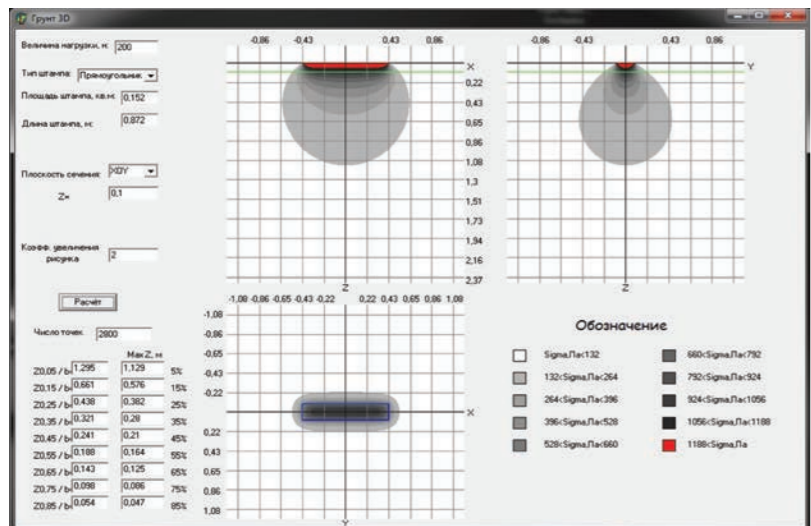 Грунт 3D
Величина нагрузки, н: 200
Тип штампа: Прямоугольник
Площадь штампа, кв.м: 0,152
Длина штампа, м: 0,872
Плоскость сечения: XOY
Z= 0,1
Коэфф. увеличения рисунка 2
Расчёт
Число точек 2800
Max Z, м
Z0,05 / b 1,295 1,129 5%
Z0,15 / b 0,661 0,576 15%
Z0,25 / b 0,438 0,382 25%
Z0,35 / b 0,321 0,28 35%
Z0,45 / b 0,241 0,21 45%
Z0,55 / b 0,188 0,164 55%
Z0,65 / b 0,143 0,125 65%
Z0,75 / b 0,098 0,086 75%
Z0,85 / b 0,054 0,047 85%
-0,86 -0,43 0,43 0,86
X
0,22
0,43
0,65
0,86
1,08
1,3
1,51
1,73
1,94
2,16
2,37
Z
-0,86 -0,43 0,43 0,86
Y
Z
-1,08 -0,86 -0,65 -0,43 -0,22 0,22 0,43 0,65 0,86 1,08
-1,08
-0,86
-0,65
-0,43
-0,22
X
0,22
0,43
0,65
0,86
1,08
Y
Обозначение
Sigma,Па<132
132<Sigma,Па<264
264<Sigma,Па<396
396<Sigma,Па<528
528<Sigma,Па<660
660<Sigma,Па<792
792<Sigma,Па<924
924<Sigma,Па<1056
1056<Sigma,Па<1188
1188<Sigma,Па